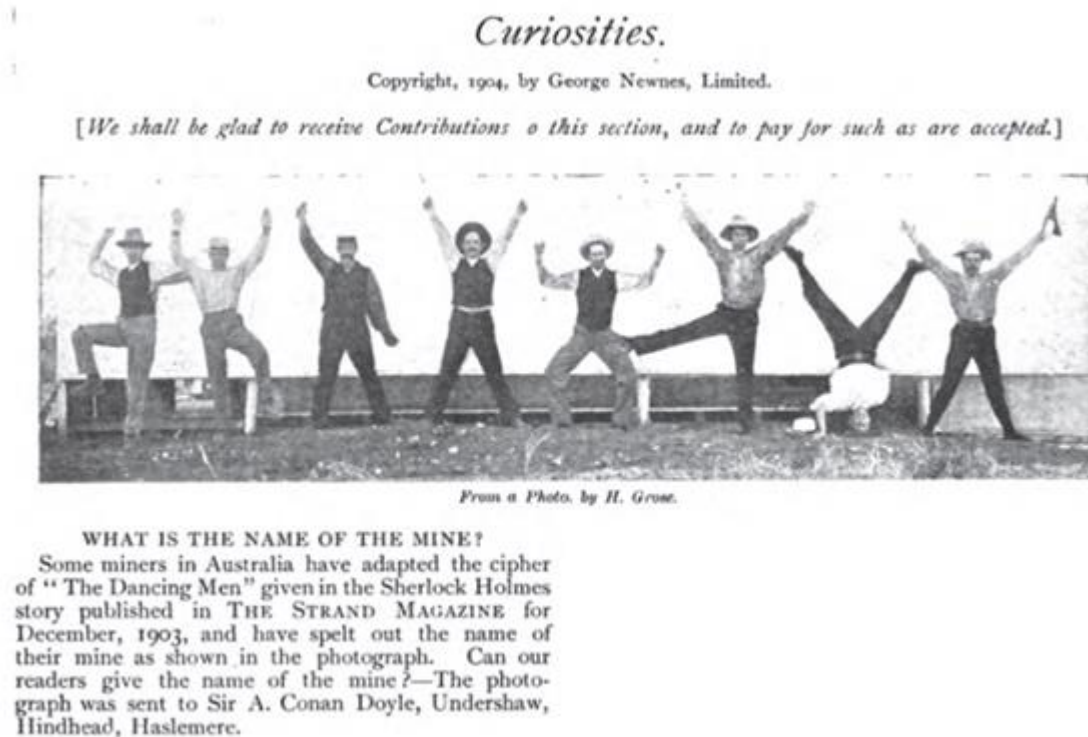 Curiosities.
Copyright, 1904, by George Newnes, Limited.
[We shall be glad to receive Contributions o this section, and to pay for such as are accepted.]
From a Photo. by H. Grose.
WHAT IS THE NAME OF THE MINE?
Some miners in Australia have adapted the cipher
of "The Dancing Men" given in the Sherlock Holmes
story published in THE STRAND MAGAZINE for
December, 1903, and have spelt out the name of
their mine as shown in the photograph. Can our
readers give the name of the mine?—The photo-
graph was sent to Sir A. Conan Doyle, Undershaw,
Hindhead, Haslemere.